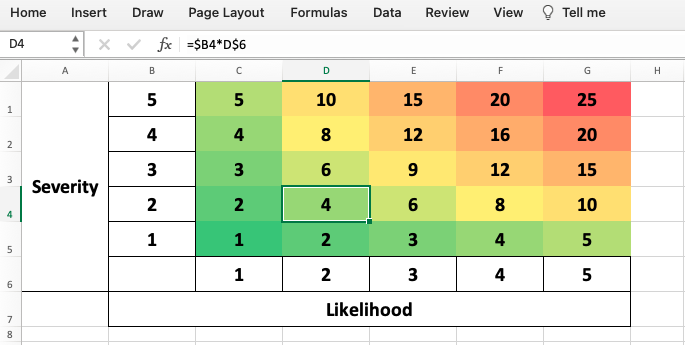 Home Insert Draw Page Layout Formulas Data Review View Tell me
D4 fx =$B4*D$6
A B C D E F G H
1 5 5 10 15 20 25
2 4 4 8 12 16 20
3 3 3 6 9 12 15
Severity
4 2 2 4 6 8 10
5 1 1 2 3 4 5
6 1 2 3 4 5
7 Likelihood
8